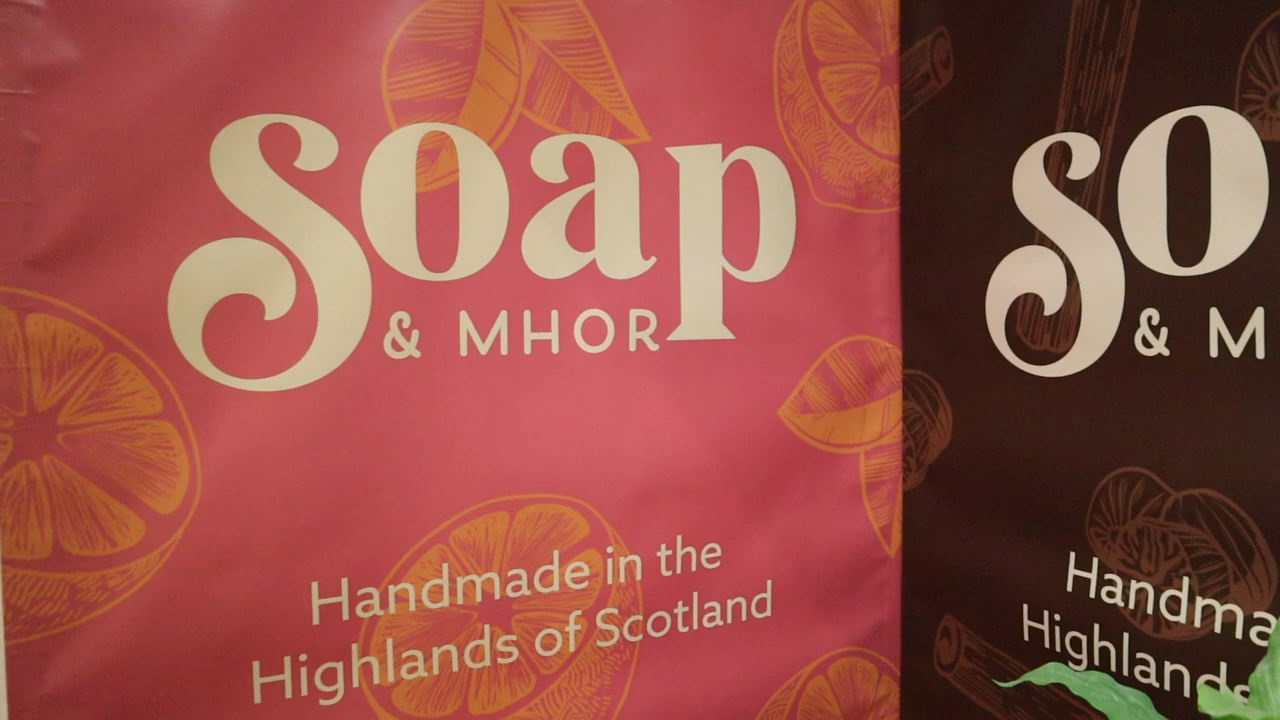 Soap
& MHOR
Handmade in the
Highlands of Scotland
So
& M
Handma
Highlands